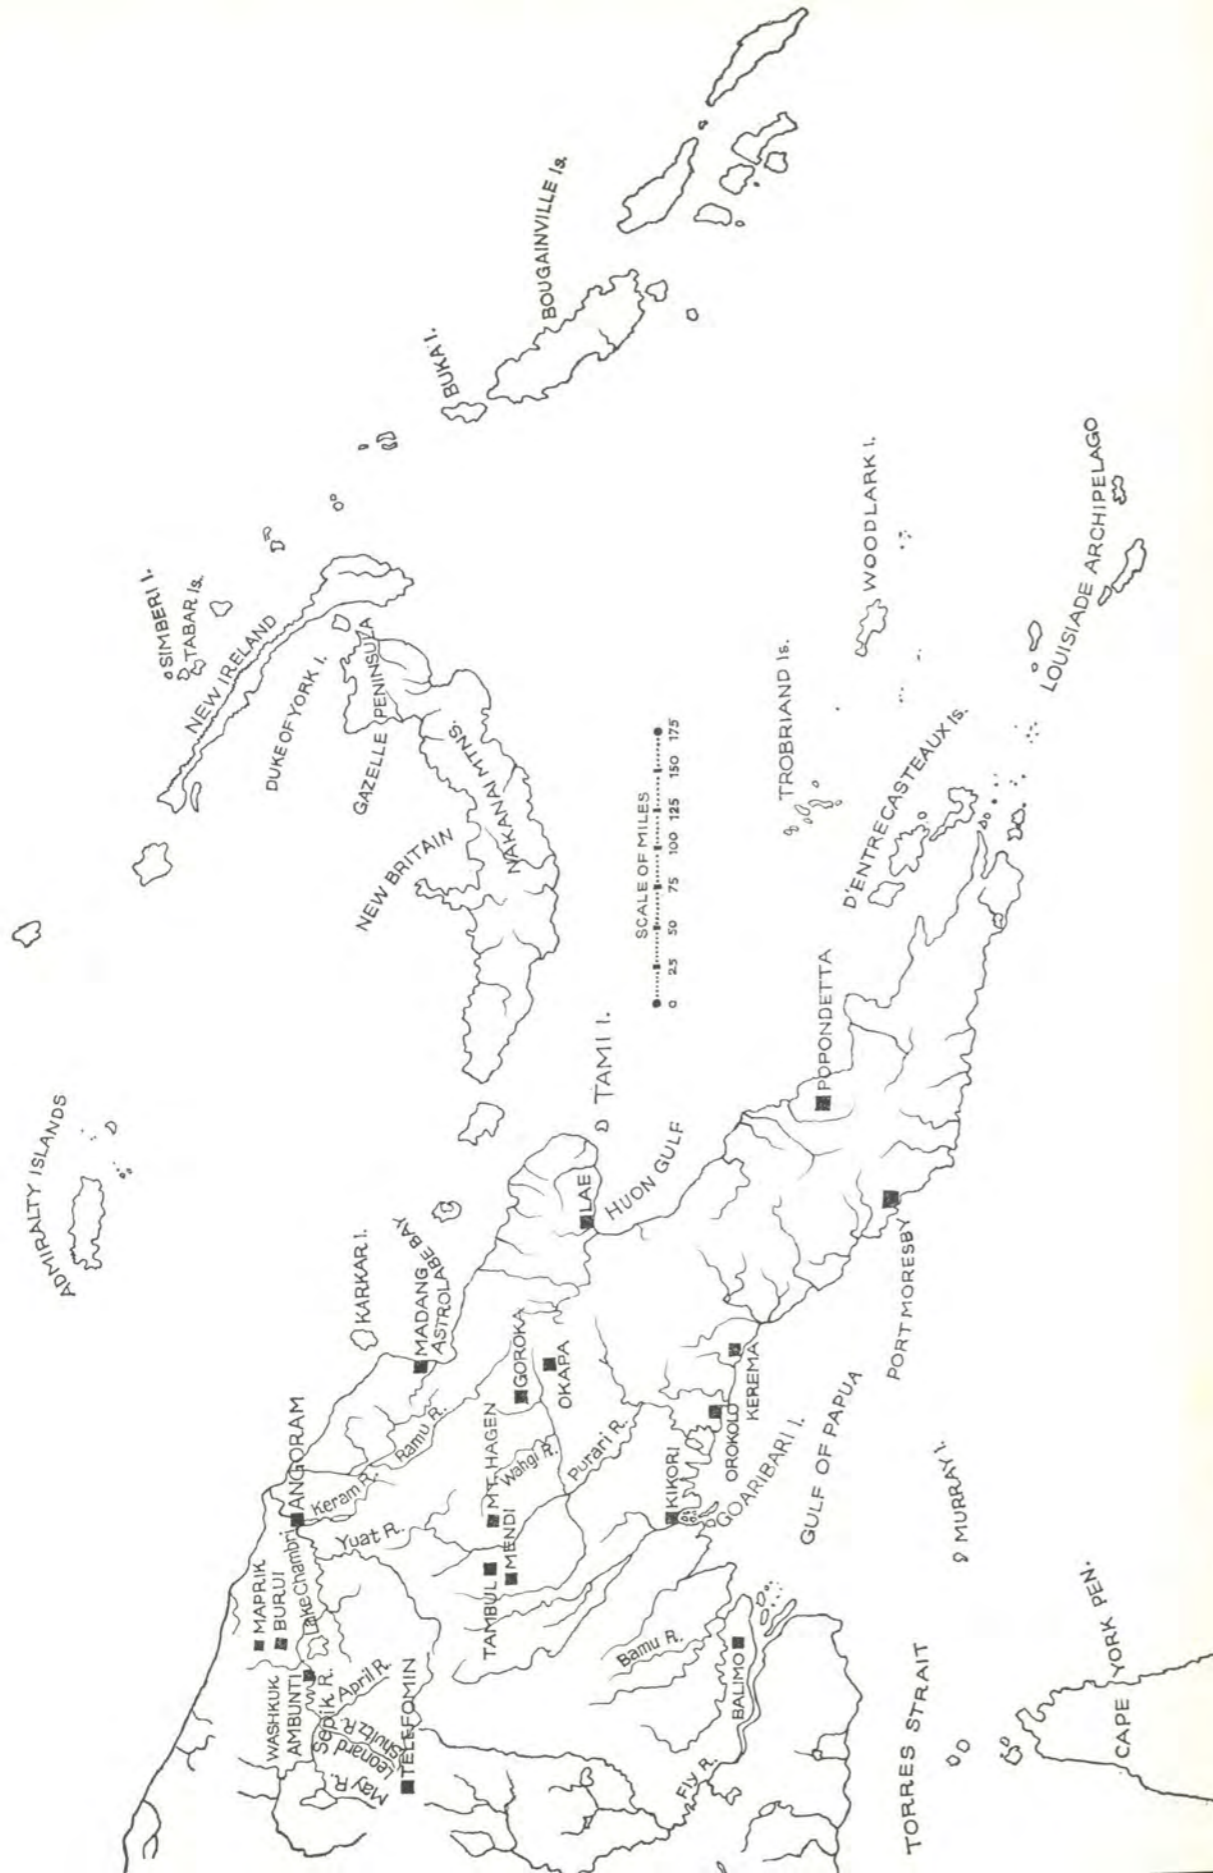 ADMIRALTY ISLANDS
SIMBERI I.
TABAR Is.
NEW IRELAND
DUKE OF YORK I.
GAZELLE PENINSULA
NEW BRITAIN
NAKANAI MTNS.
BUKA I.
BOUGAINVILLE Is.
KARKAR I.
MADANG
ASTROLABE BAY
ANGORAM
MAPRIK
BURUI
Lake Chambri
WASHKUK
AMBUNTI
Sepik R.
April R.
Leonard
Shultz R.
May R.
TELEFOMIN
Keram R.
Ramu R.
Yuat R.
MT. HAGEN
MENDI
TAMBUL
Wahgi R.
GOROKA
OKAPA
Purari R.
LAE
HUON GULF
TAMI I.
SCALE OF MILES
0 25 50 75 100 125 150 175
TROBRIAND Is.
WOODLARK I.
D'ENTRECASTEAUX Is.
LOUISIADE ARCHIPELAGO
POPONDETTA
PORT MORESBY
KEREMA
OROKOLO
KIKORI
GOARIBARI I.
GULF OF PAPUA
Bamu R.
BALIMO
Fly R.
MURRAY I.
TORRES STRAIT
CAPE YORK PEN.